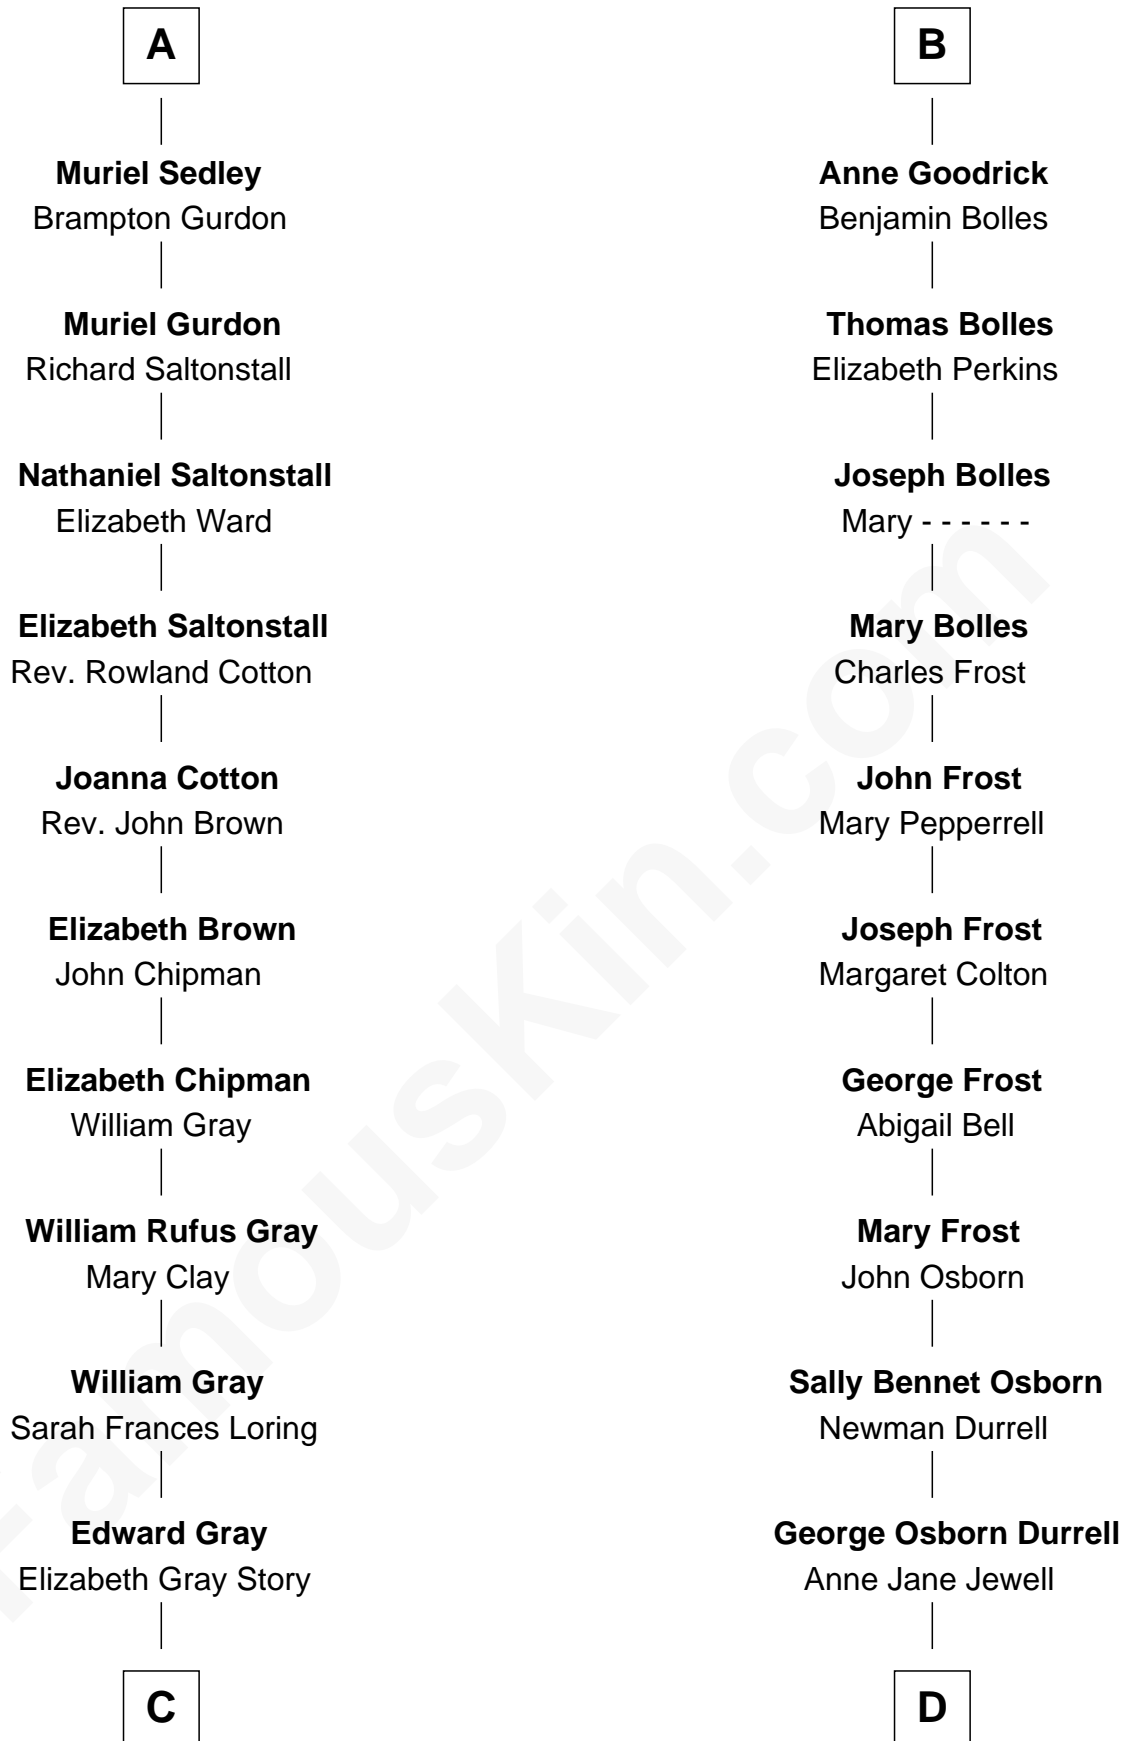 A
Muriel Sedley
Brampton Gurdon
Muriel Gurdon
Richard Saltonstall
Nathaniel Saltonstall
Elizabeth Ward
Elizabeth Saltonstall
Rev. Rowland Cotton
Joanna Cotton
Rev. John Brown
Elizabeth Brown
John Chipman
Elizabeth Chipman
William Gray
William Rufus Gray
Mary Clay
William Gray
Sarah Frances Loring
Edward Gray
Elizabeth Gray Story
C
B
Anne Goodrick
Benjamin Bolles
Thomas Bolles
Elizabeth Perkins
Joseph Bolles
Mary - - - - - -
Mary Bolles
Charles Frost
John Frost
Mary Pepperrell
Joseph Frost
Margaret Colton
George Frost
Abigail Bell
Mary Frost
John Osborn
Sally Bennet Osborn
Newman Durrell
George Osborn Durrell
Anne Jane Jewell
D
FamousKin.com